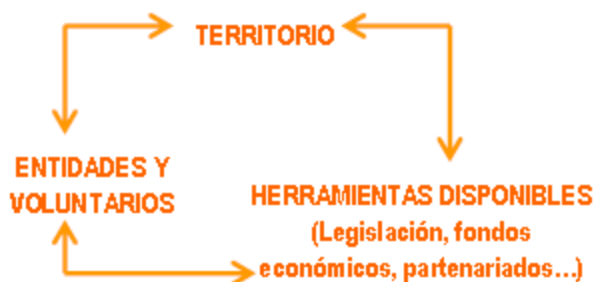 TERRITORIO
ENTIDADES Y
VOLUNTARIOS
HERRAMIENTAS DISPONIBLES
(Legislación, fondos
económicos, partenariados...)